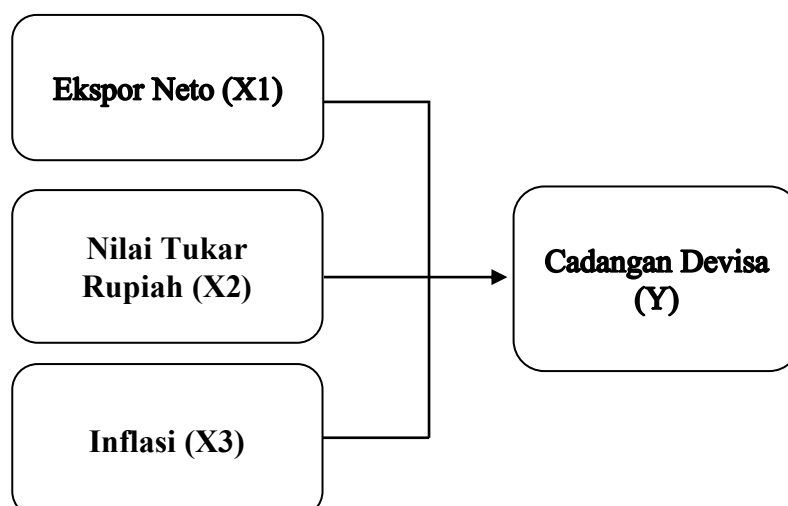 Ekspor Neto (X1)
Nilai Tukar
Rupiah (X2)
Cadangan Devisa
(Y)
Inflasi (X3)